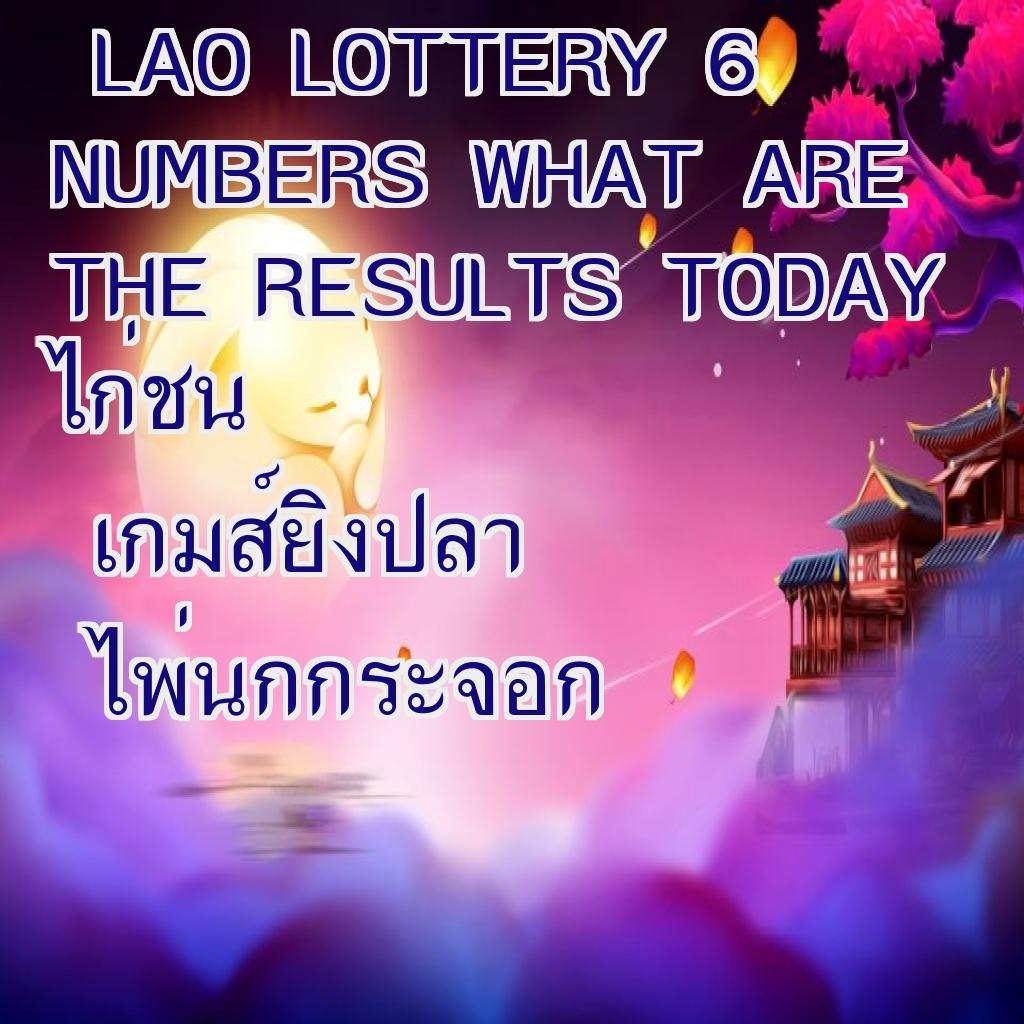 LAO LOTTERY 6
NUMBERS WHAT ARE
THE RESULTS TODAY
ไก่ชน
เกมส์ยิงปลา
ไพ่นกกระจอก